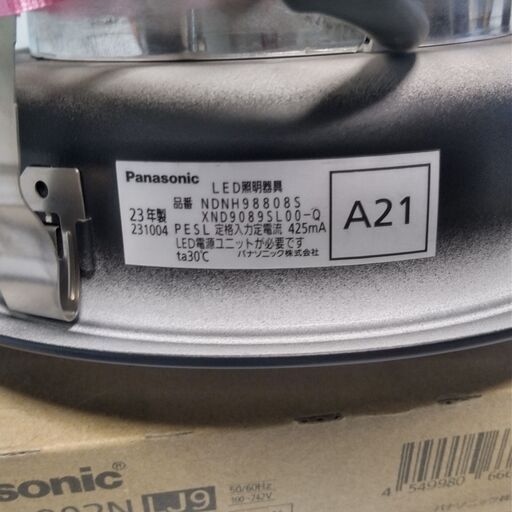 Panasonic LED照明器具
品番 NDNH98808S
23年製 XND9089SL00-Q
231004 PESL 定格入力定電流 425mA
LED電源ユニットが必要です
ta30℃ パナソニック株式会社
A21
sonic®
LJ9
50/60Hz
100-242V
4 549980